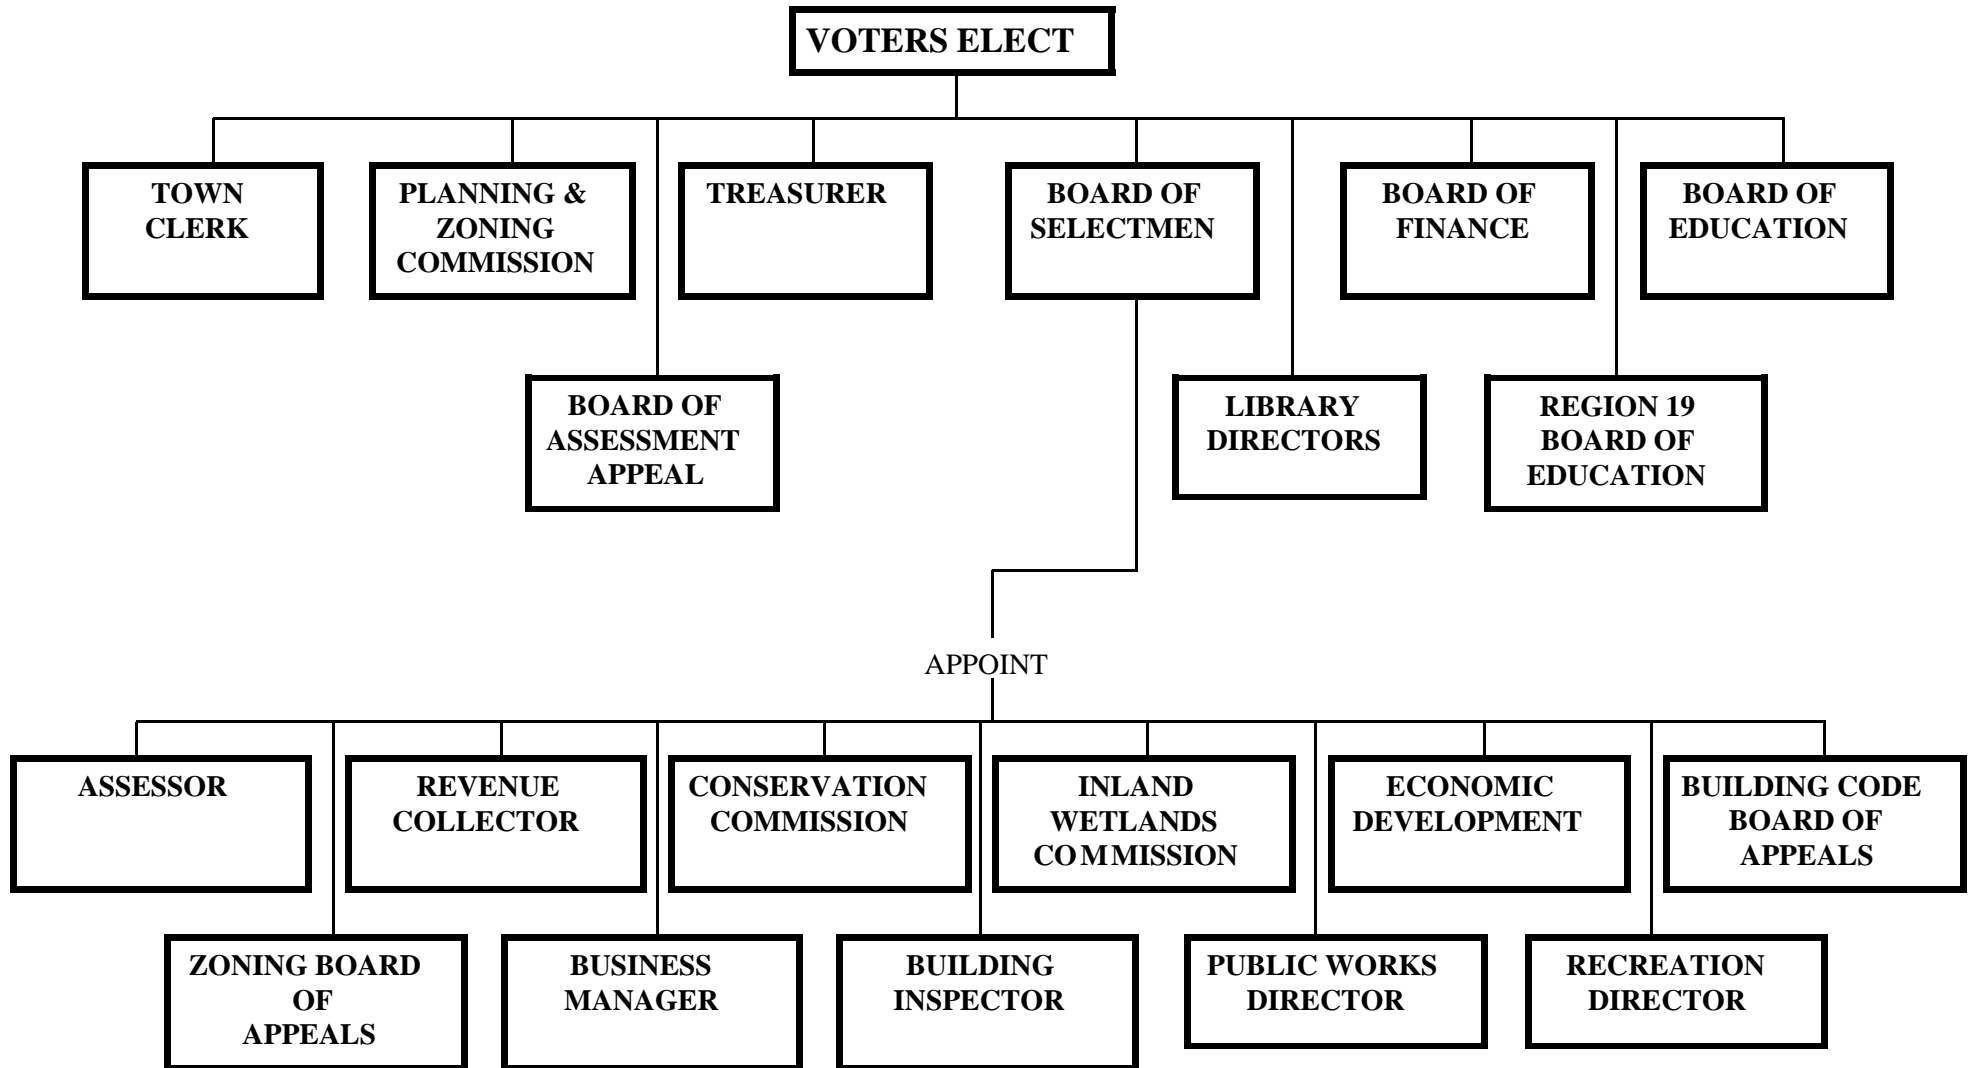 VOTERS ELECT
TOWN
CLERK
PLANNING &
ZONING
COMMISSION
TREASURER
BOARD OF
SELECTMEN
BOARD OF
FINANCE
BOARD OF
EDUCATION
BOARD OF
ASSESSMENT
APPEAL
LIBRARY
DIRECTORS
REGION 19
BOARD OF
EDUCATION
APPOINT
ASSESSOR
REVENUE
COLLECTOR
CONSERVATION
COMMISSION
INLAND
WETLANDS
COMMISSION
ECONOMIC
DEVELOPMENT
BUILDING CODE
BOARD OF
APPEALS
ZONING BOARD
OF
APPEALS
BUSINESS
MANAGER
BUILDING
INSPECTOR
PUBLIC WORKS
DIRECTOR
RECREATION
DIRECTOR